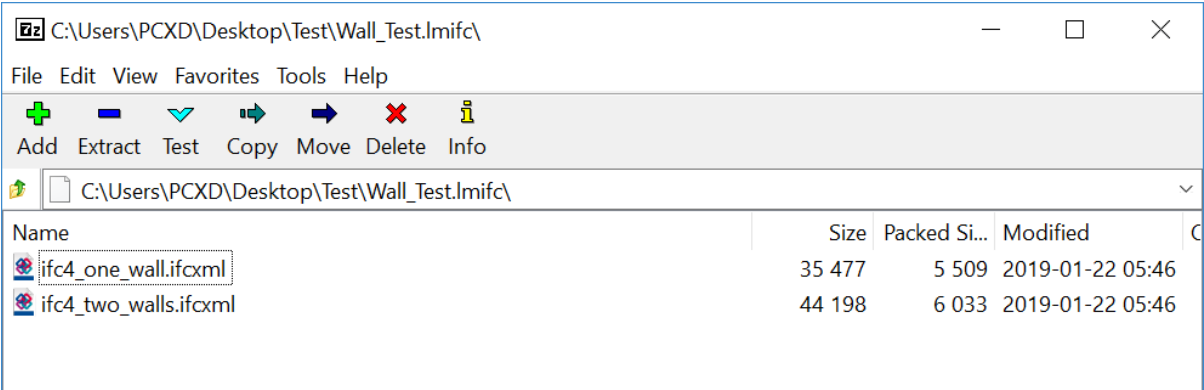 7z C:\Users\PCXD\Desktop\Test\Wall_Test.lmifc\
File Edit View Favorites Tools Help
Add Extract Test Copy Move Delete Info
C:\Users\PCXD\Desktop\Test\Wall_Test.lmifc\
Name Size Packed Si... Modified C
ifc4_one_wall.ifcxml 35 477 5 509 2019-01-22 05:46
ifc4_two_walls.ifcxml 44 198 6 033 2019-01-22 05:46